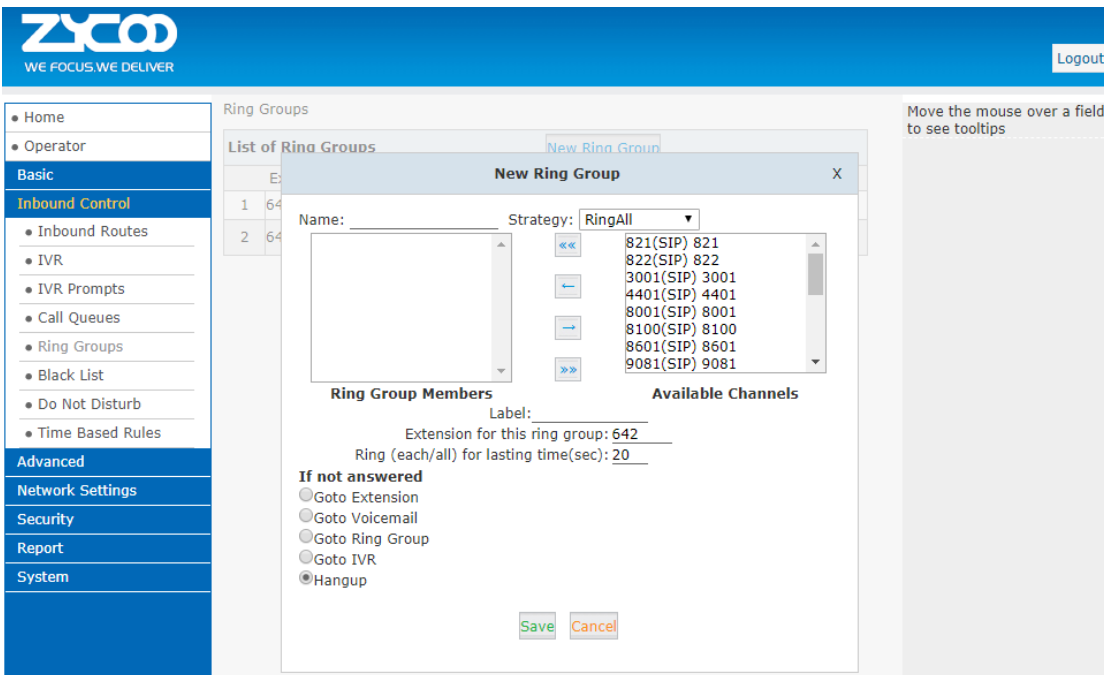 ZYCOO
WE FOCUS.WE DELIVER
Logout
Home
Operator
Basic
Inbound Control
Inbound Routes
IVR
IVR Prompts
Call Queues
Ring Groups
Black List
Do Not Disturb
Time Based Rules
Advanced
Network Settings
Security
Report
System
Ring Groups
List of Ring Groups New Ring Group
1 64
2 64
New Ring Group X
Name: Strategy: RingAll
««
←
→
»»
821(SIP) 821
822(SIP) 822
3001(SIP) 3001
4401(SIP) 4401
8001(SIP) 8001
8100(SIP) 8100
8601(SIP) 8601
9081(SIP) 9081
Ring Group Members Available Channels
Label:
Extension for this ring group: 642
Ring (each/all) for lasting time(sec): 20
If not answered
Goto Extension
Goto Voicemail
Goto Ring Group
Goto IVR
Hangup
Save Cancel
Move the mouse over a field
to see tooltips